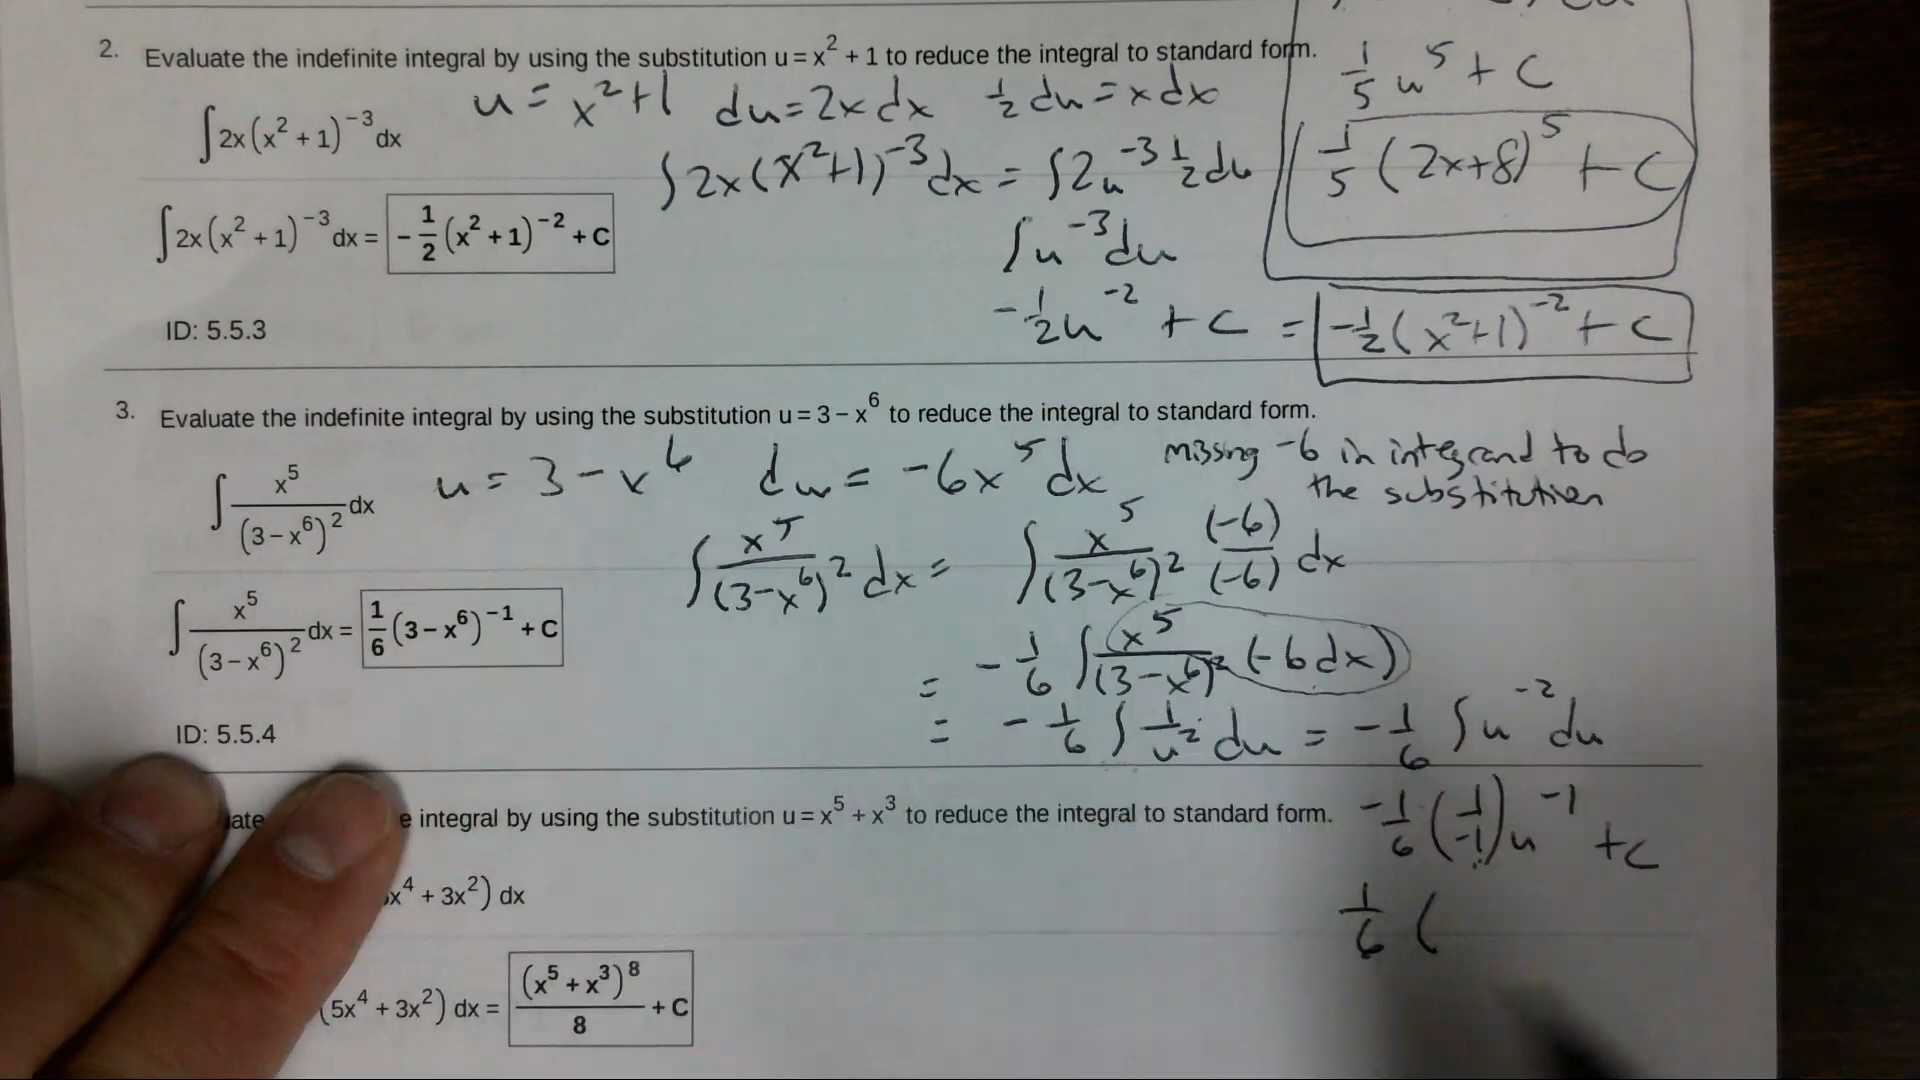 2. Evaluate the indefinite integral by using the substitution u = x² + 1 to reduce the integral to standard form.
1/5 u⁵ + C
u = x²+1 du = 2x dx 1/2 du = x dx
∫ 2x(x² + 1)⁻³ dx
∫ 2x(x²+1)⁻³ dx = ∫ 2u⁻³ 1/2 du
1/5 (2x+8)⁵ + C
∫ 2x(x² + 1)⁻³ dx = -1/2 (x² + 1)⁻² + C
∫ u⁻³ du
-1/2 u⁻² + C = -1/2 (x²+1)⁻² + C
ID: 5.5.3
3. Evaluate the indefinite integral by using the substitution u = 3 − x⁶ to reduce the integral to standard form.
u = 3 − x⁶ du = −6x⁵ dx missing −6 in integrand to do
the substitution
∫ x⁵/(3 − x⁶)² dx
∫ x⁵/(3−x⁶)² dx = ∫ x⁵/(3−x⁶)² (−6)/(−6) dx
∫ x⁵/(3 − x⁶)² dx = 1/6 (3 − x⁶)⁻¹ + C
= −1/6 ∫ x⁵/(3−x⁶)² (−6dx)
= −1/6 ∫ 1/u² du = −1/6 ∫ u⁻² du
ID: 5.5.4
e integral by using the substitution u = x⁵ + x³ to reduce the integral to standard form.
−1/6 (1/−1) u⁻¹ + C
x⁴ + 3x²) dx
1/6 (
(5x⁴ + 3x²) dx = (x⁵ + x³)⁸/8 + C